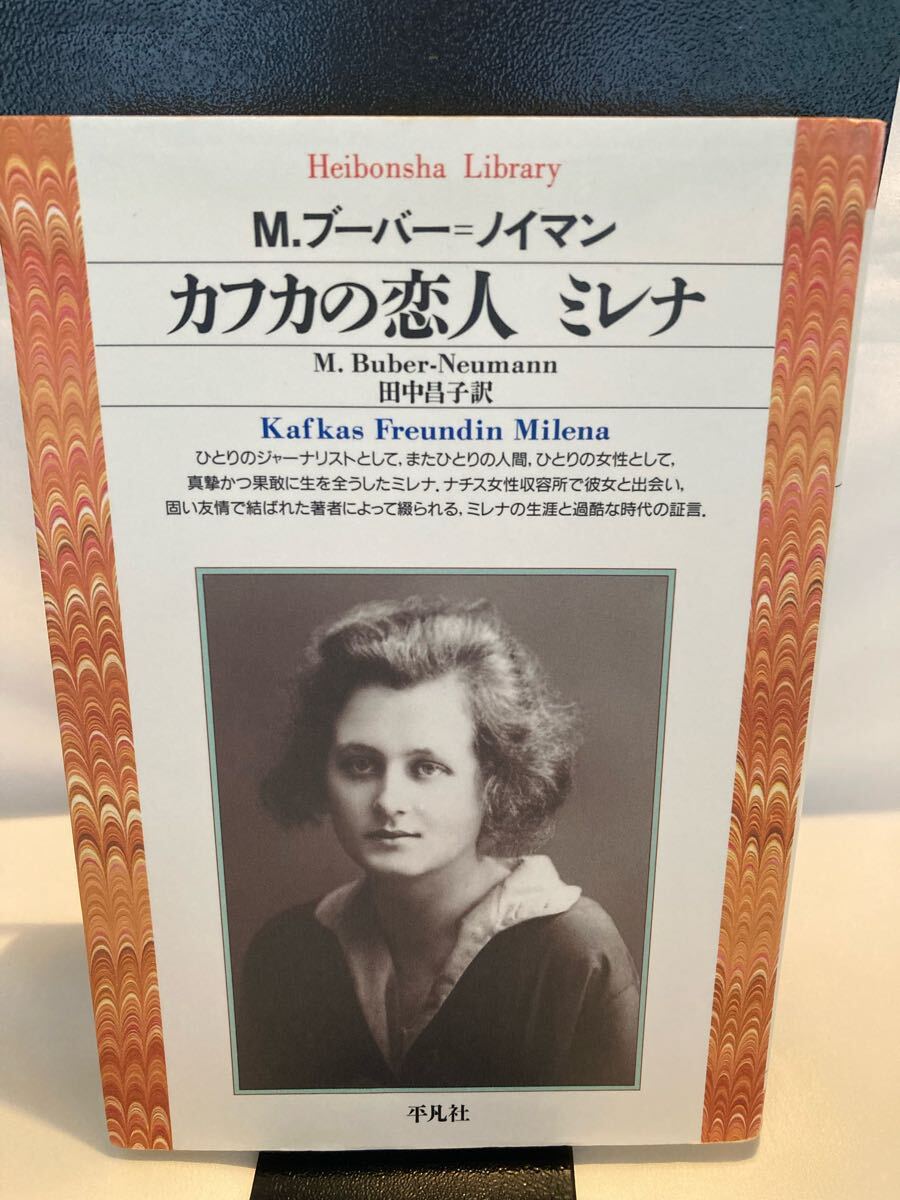 Heibonsha Library
M.ブーバー=ノイマン
カフカの恋人 ミレナ
M. Buber-Neumann
田中昌子訳
Kafkas Freundin Milena
ひとりのジャーナリストとして,またひとりの人間,ひとりの女性として,
真摯かつ果敢に生を全うしたミレナ.ナチス女性収容所で彼女と出会い,
固い友情で結ばれた著者によって綴られる,ミレナの生涯と過酷な時代の証言.
平凡社